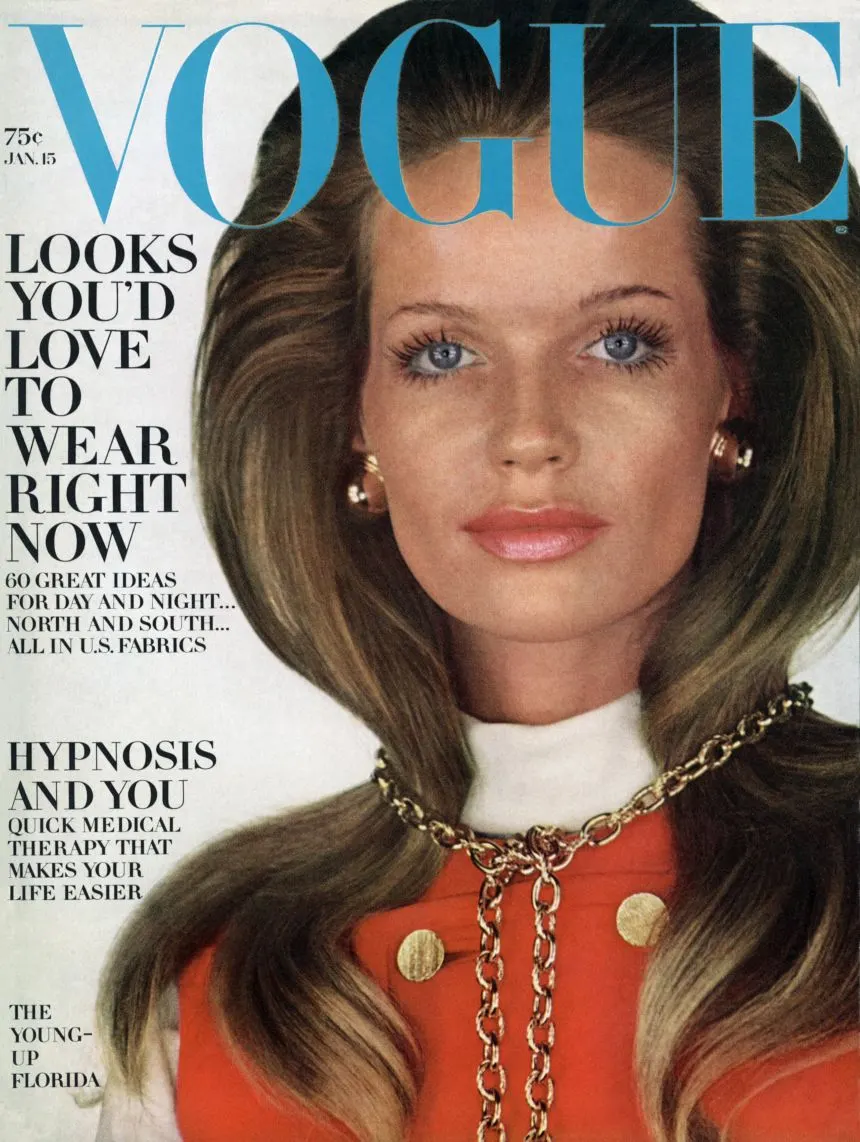 VOGUE
75¢
JAN. 15
LOOKS
YOU'D
LOVE
TO
WEAR
RIGHT
NOW
60 GREAT IDEAS
FOR DAY AND NIGHT...
NORTH AND SOUTH...
ALL IN U.S. FABRICS
HYPNOSIS
AND YOU
QUICK MEDICAL
THERAPY THAT
MAKES YOUR
LIFE EASIER
THE
YOUNG-
UP
FLORIDA